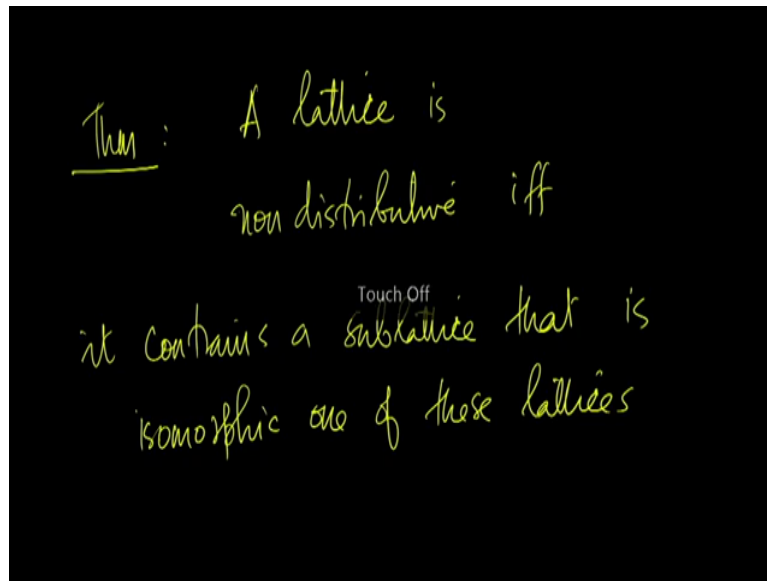 Thm : A lattice is
non distributive iff
Touch Off
it contains a sublattice that is
isomorphic one of these lattices